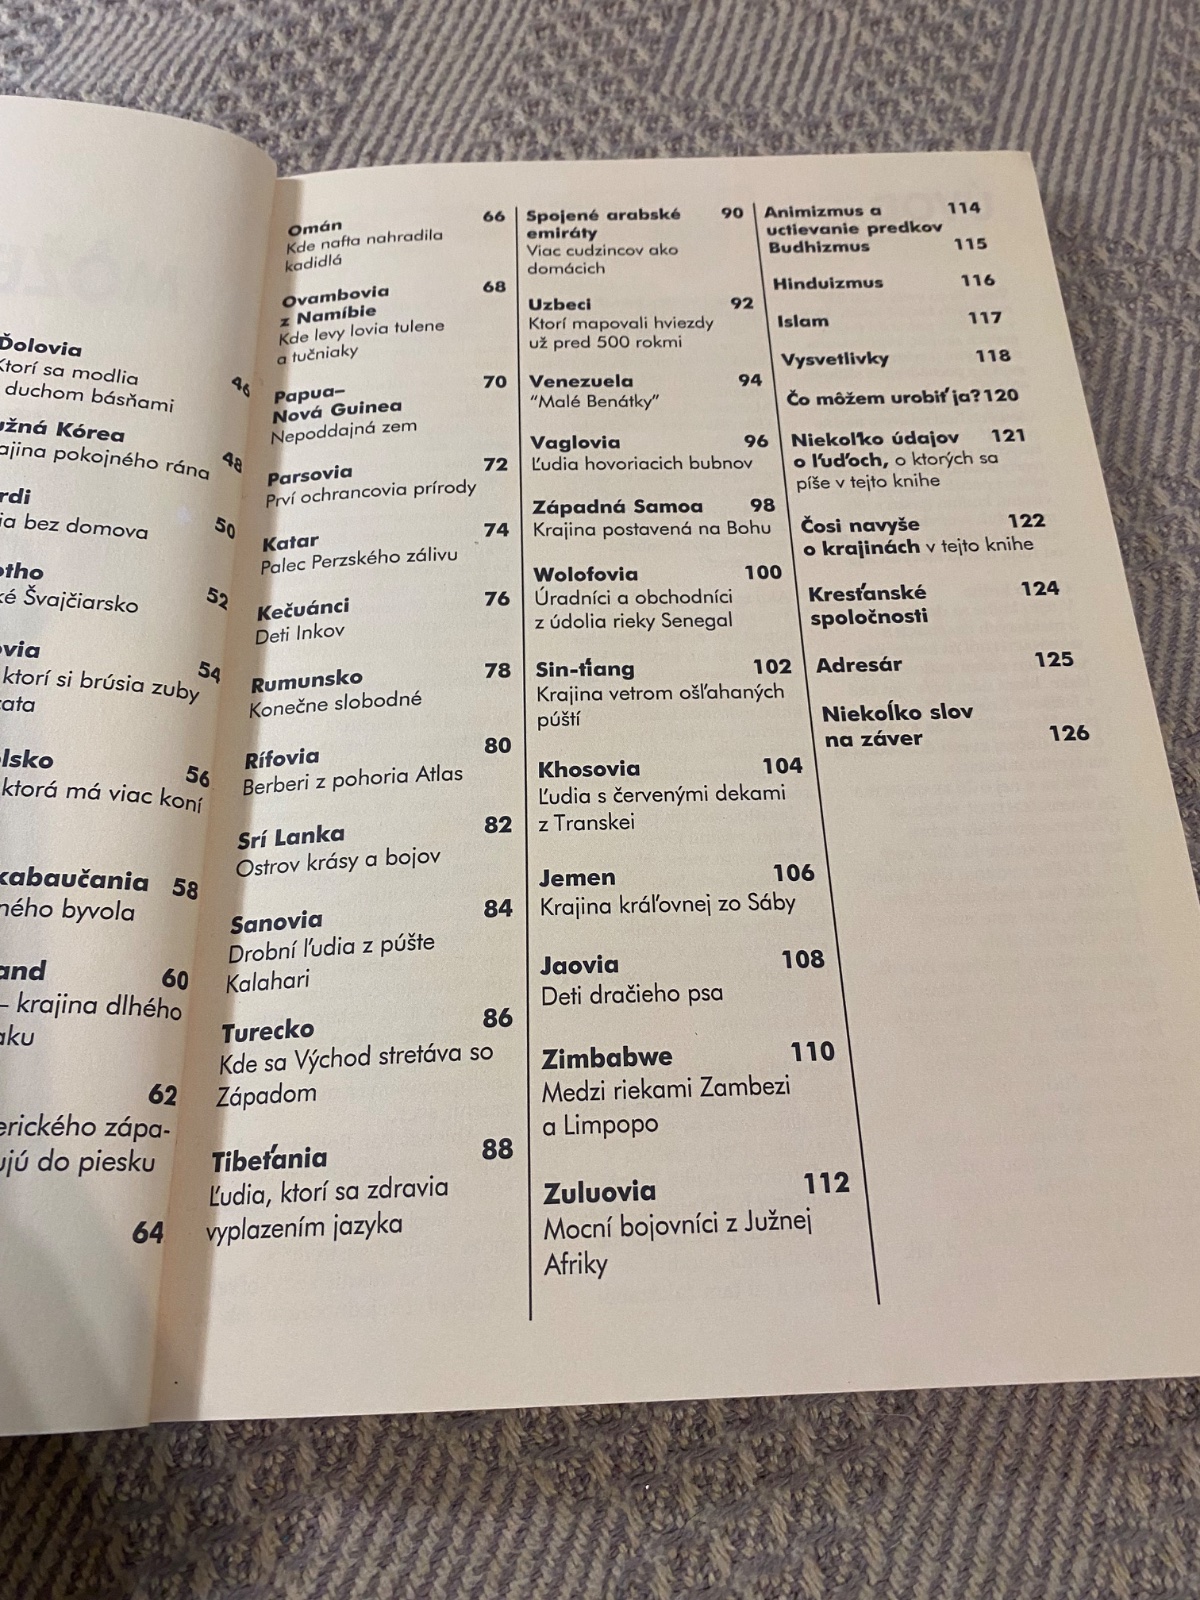 Ďolovia
Ktorí sa modlia 46
duchom básňami
užná Kórea
ajina pokojného rána 48
rdi
ia bez domova 50
otho
ké Švajčiarsko 52
ovia
ktorí si brúsia zuby 54
ata
lsko 56
ktorá má viac koní
kabaučania 58
ného byvola
and 60
– krajina dlhého
aku
62
erického zápa-
ujú do piesku
64
Omán 66
Kde nafta nahradila
kadidlá
Ovambovia 68
z Namíbie
Kde levy lovia tulene
a tučniaky
Papua– 70
Nová Guinea
Nepoddajná zem
Parsovia 72
Prví ochrancovia prírody
Katar 74
Palec Perzského zálivu
Kečuánci 76
Deti Inkov
Rumunsko 78
Konečne slobodné
Rífovia 80
Berberi z pohoria Atlas
Srí Lanka 82
Ostrov krásy a bojov
Sanovia 84
Drobní ľudia z púšte
Kalahari
Turecko 86
Kde sa Východ stretáva so
Západom
Tibeťania 88
Ľudia, ktorí sa zdravia
vyplazením jazyka
Spojené arabské 90
emiráty
Viac cudzincov ako
domácich
Uzbeci 92
Ktorí mapovali hviezdy
už pred 500 rokmi
Venezuela 94
“Malé Benátky”
Vaglovia 96
Ľudia hovoriacich bubnov
Západná Samoa 98
Krajina postavená na Bohu
Wolofovia 100
Úradníci a obchodníci
z údolia rieky Senegal
Sin-ťiang 102
Krajina vetrom ošľahaných
púští
Khosovia 104
Ľudia s červenými dekami
z Transkei
Jemen 106
Krajina kráľovnej zo Sáby
Jaovia 108
Deti dračieho psa
Zimbabwe 110
Medzi riekami Zambezi
a Limpopo
Zuluovia 112
Mocní bojovníci z Južnej
Afriky
Animizmus a 114
uctievanie predkov
Budhizmus 115
Hinduizmus 116
Islam 117
Vysvetlivky 118
Čo môžem urobiť ja? 120
Niekoľko údajov 121
o ľuďoch, o ktorých sa
píše v tejto knihe
Čosi navyše 122
o krajinách v tejto knihe
Kresťanské 124
spoločnosti
Adresár 125
Niekoľko slov
na záver 126